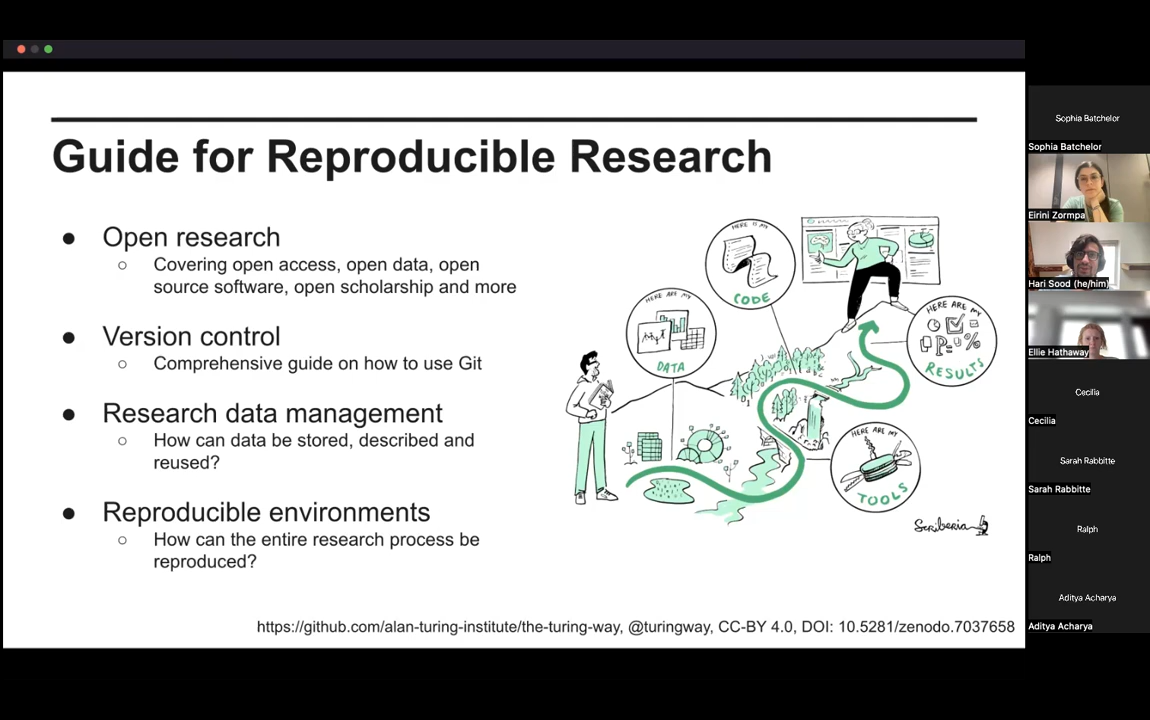 Guide for Reproducible Research
● Open research
○ Covering open access, open data, open
source software, open scholarship and more
● Version control
○ Comprehensive guide on how to use Git
● Research data management
○ How can data be stored, described and
reused?
● Reproducible environments
○ How can the entire research process be
reproduced?
HERE IS MY
CODE
HERE ARE MY
DATA
HERE ARE MY
RESULTS
HERE ARE MY
TOOLS
Scriberia
https://github.com/alan-turing-institute/the-turing-way, @turingway, CC-BY 4.0, DOI: 10.5281/zenodo.7037658
Sophia Batchelor
Sophia Batchelor
Eirini Zormpa
Hari Sood (he/him)
Ellie Hathaway
Cecilia
Cecilia
Sarah Rabbitte
Sarah Rabbitte
Ralph
Ralph
Aditya Acharya
Aditya Acharya